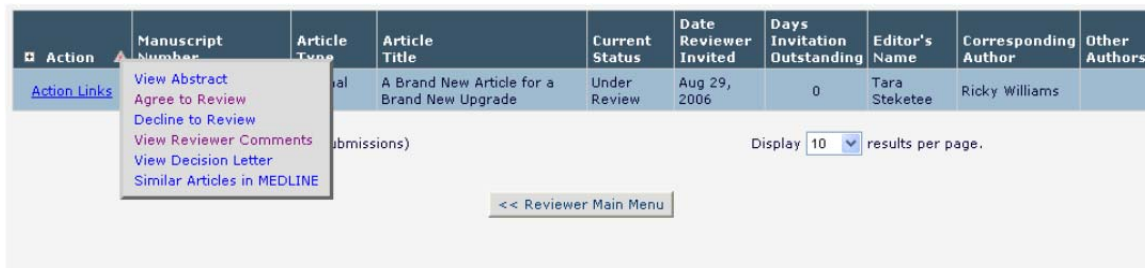 Action
Manuscript Number
Article Type
Article Title
Current Status
Date Reviewer Invited
Days Invitation Outstanding
Editor's Name
Corresponding Author
Other Authors
Action Links
A Brand New Article for a
Brand New Upgrade
Under
Review
Aug 29,
2006
0
Tara
Steketee
Ricky Williams
View Abstract
Agree to Review
Decline to Review
View Reviewer Comments
View Decision Letter
Similar Articles in MEDLINE
Display 10 results per page.
<< Reviewer Main Menu